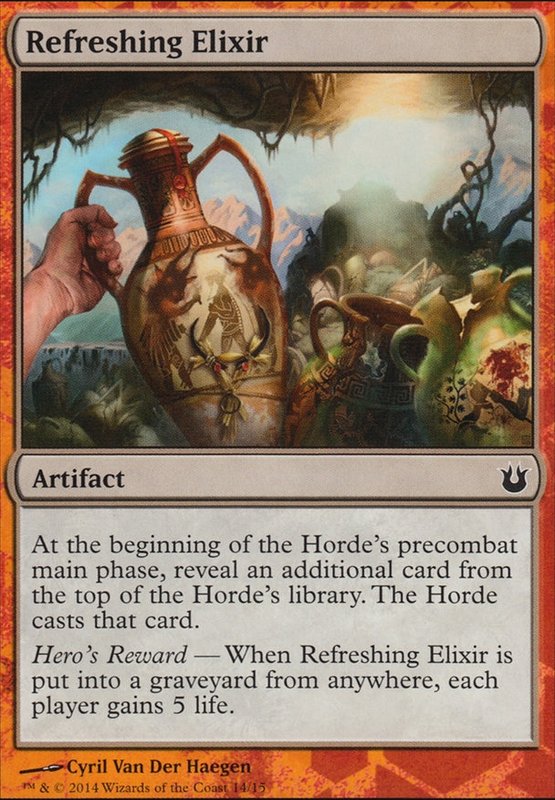 Refreshing Elixir
Artifact
At the beginning of the Horde's precombat
main phase, reveal an additional card from
the top of the Horde's library. The Horde
casts that card.
Hero's Reward — When Refreshing Elixir is
put into a graveyard from anywhere, each
player gains 5 life.
Cyril Van Der Haegen
™ & © 2014 Wizards of the Coast 14/15